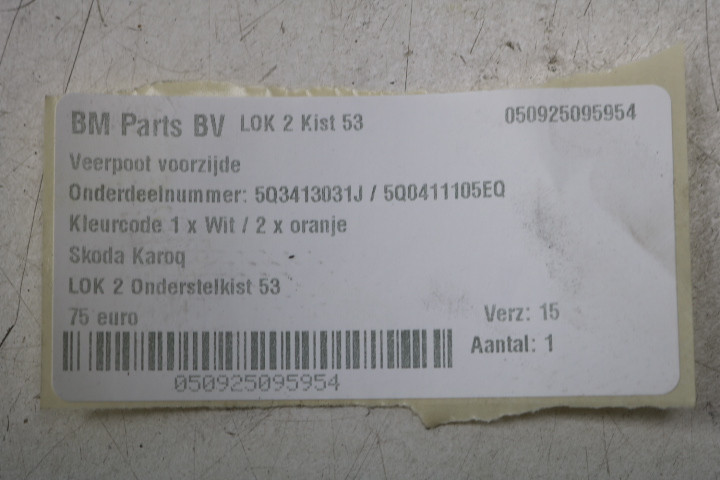 BM Parts BV LOK 2 Kist 53 050925095954
Veerpoot voorzijde
Onderdeelnummer: 5Q3413031J / 5Q0411105EQ
Kleurcode 1 x Wit / 2 x oranje
Skoda Karoq
LOK 2 Onderstelkist 53
75 euro Verz: 15
Aantal: 1
050925095954